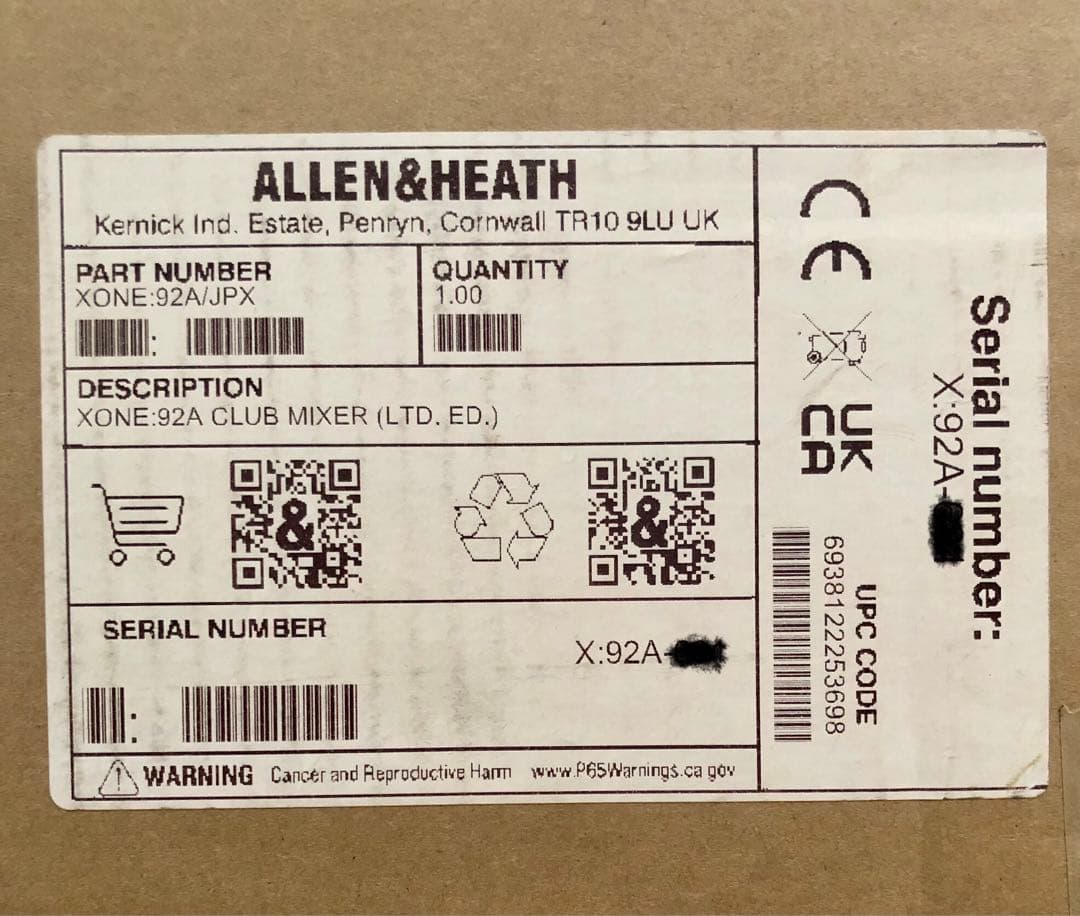 ALLEN&HEATH
Kernick Ind. Estate, Penryn, Cornwall TR10 9LU UK
PART NUMBER
XONE:92A/JPX
QUANTITY
1.00
DESCRIPTION
XONE:92A CLUB MIXER (LTD. ED.)
&
&
SERIAL NUMBER
X:92A-
WARNING Cancer and Reproductive Harm www.P65Warnings.ca.gov
CE
UK
CA
UPC CODE
6938122253698
Serial number:
X:92A-